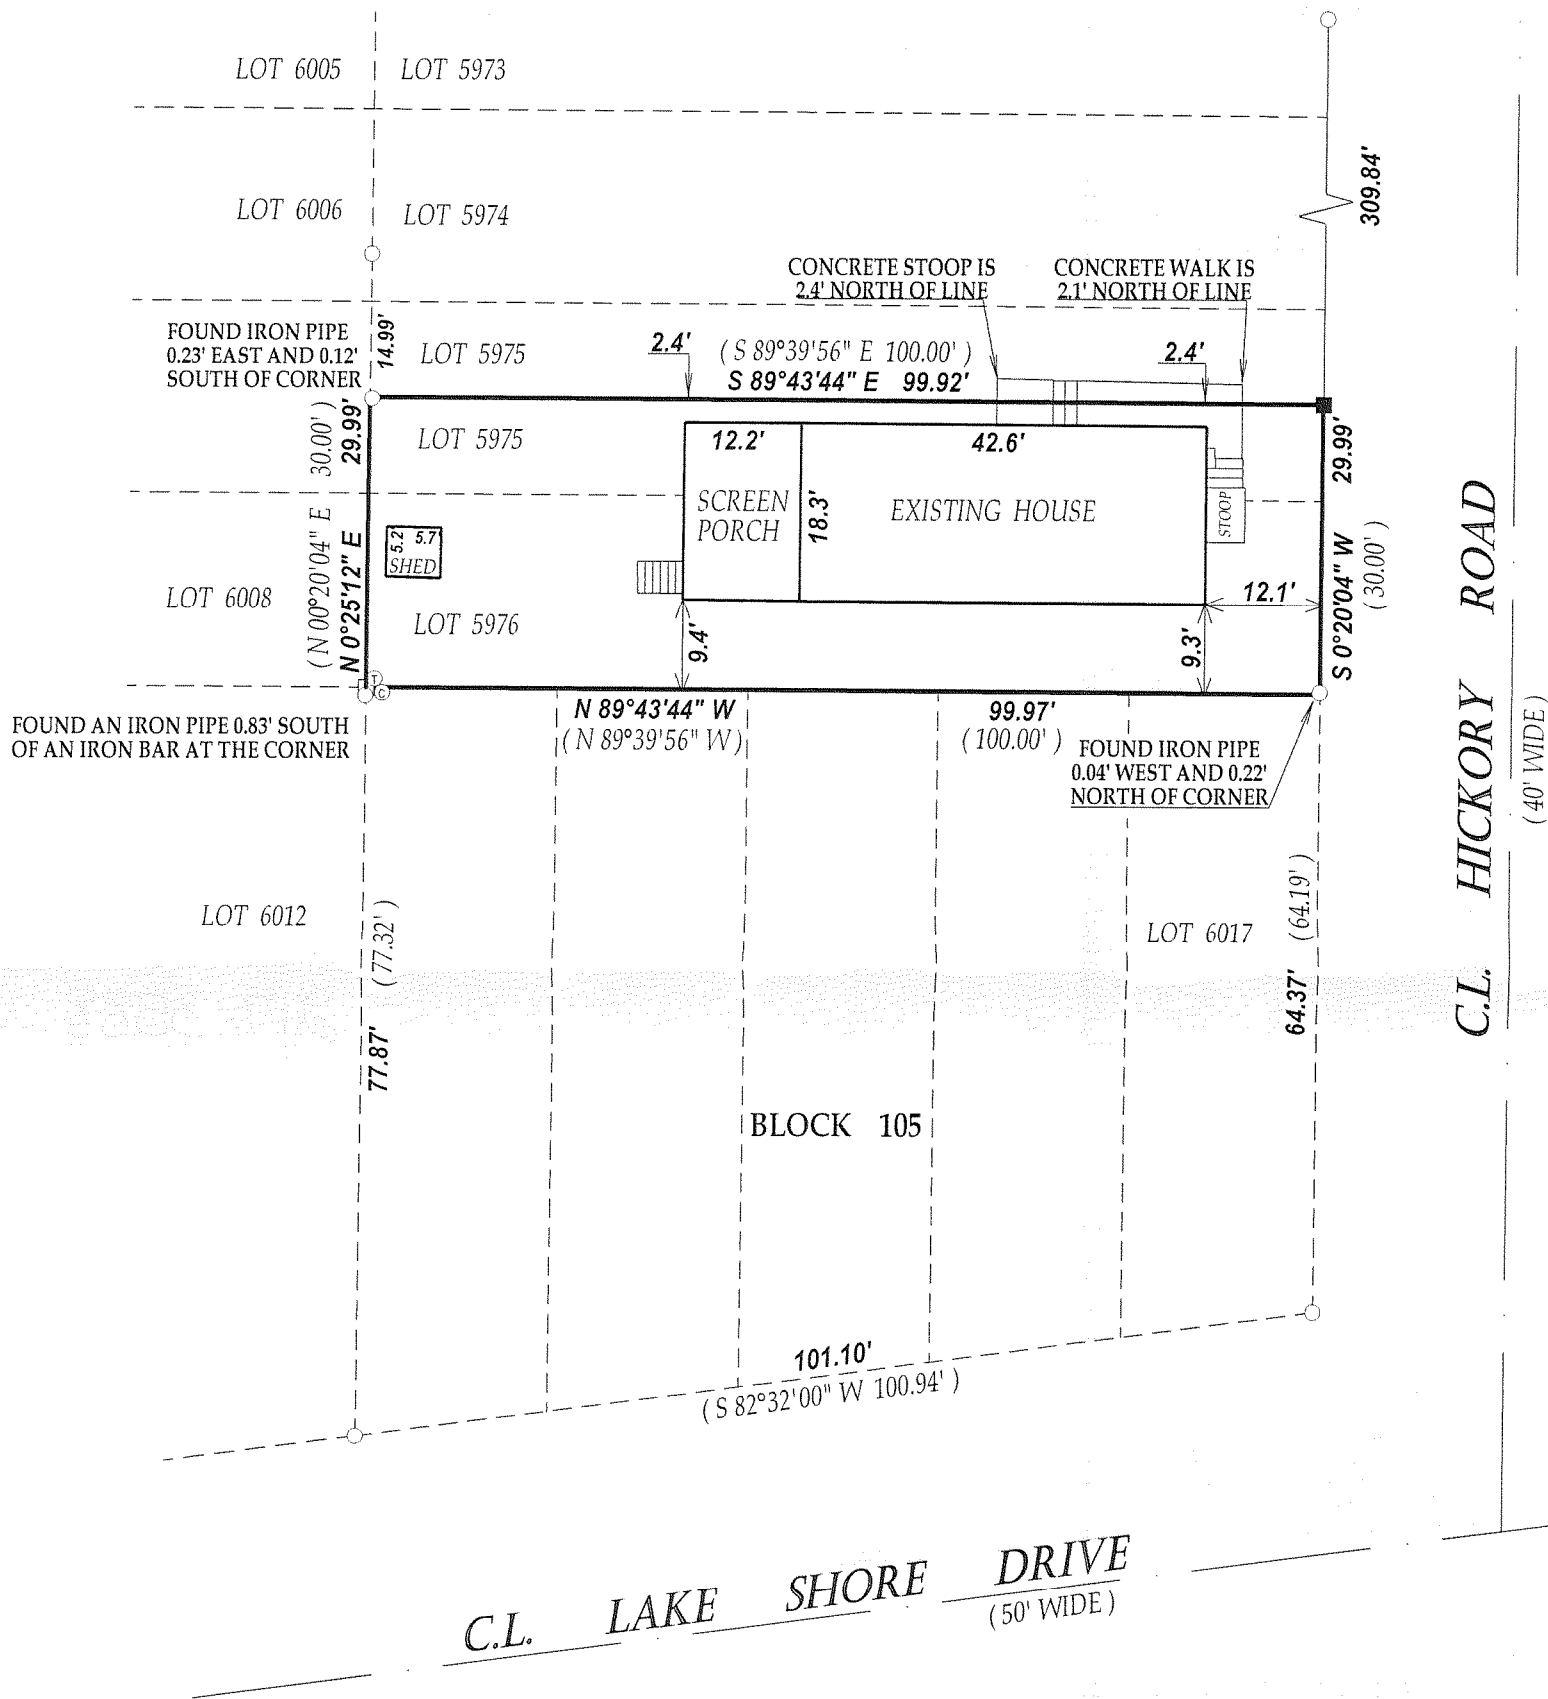 LOT 6005
LOT 5973
309.84'
LOT 6006
LOT 5974
CONCRETE STOOP IS
2.4' NORTH OF LINE
CONCRETE WALK IS
2.1' NORTH OF LINE
FOUND IRON PIPE
0.23' EAST AND 0.12'
SOUTH OF CORNER
14.99'
LOT 5975
2.4'
( S 89°39'56" E 100.00' )
S 89°43'44" E 99.92'
2.4'
( N 00°20'04" E 30.00' )
N 0°25'12" E 29.99'
LOT 5975
12.2'
42.6'
SCREEN
PORCH
18.3'
EXISTING HOUSE
STOOP
S 0°20'04" W 29.99'
( 30.00' )
5.2'
5.7'
SHED
LOT 6008
LOT 5976
9.4'
9.3'
12.1'
T
C
FOUND AN IRON PIPE 0.83' SOUTH
OF AN IRON BAR AT THE CORNER
N 89°43'44" W
( N 89°39'56" W )
99.97'
( 100.00' )
FOUND IRON PIPE
0.04' WEST AND 0.22'
NORTH OF CORNER
C.L. HICKORY ROAD
( 40' WIDE )
LOT 6012
( 77.32' )
77.87'
LOT 6017
( 64.19' )
64.37'
BLOCK 105
101.10'
( S 82°32'00" W 100.94' )
C.L. LAKE SHORE DRIVE
( 50' WIDE )